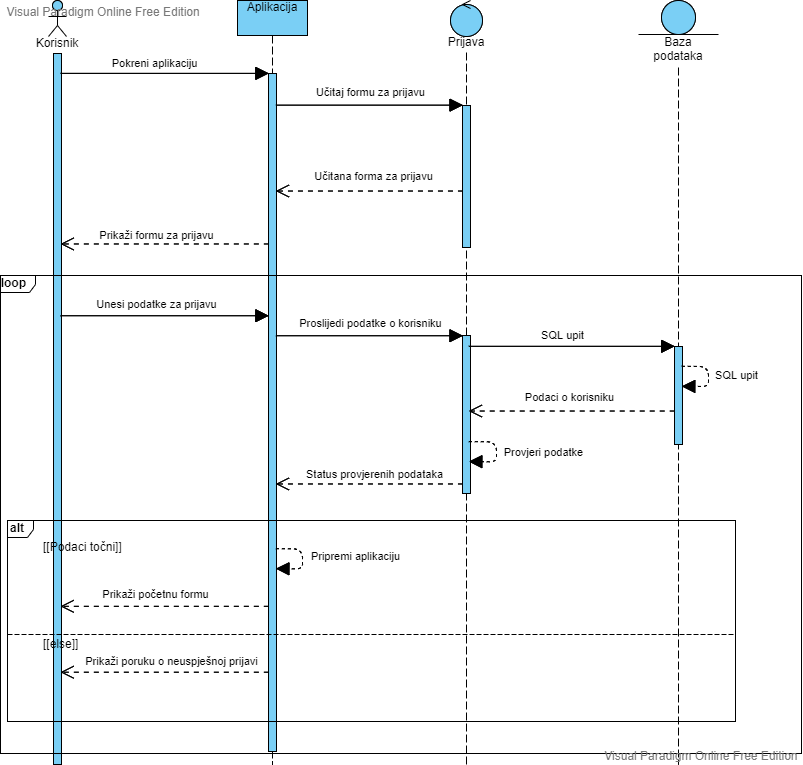 Visual Paradigm Online Free Edition
Korisnik
Aplikacija
Prijava
Baza
podataka
Pokreni aplikaciju
Učitaj formu za prijavu
Učitana forma za prijavu
Prikaži formu za prijavu
loop
Unesi podatke za prijavu
Proslijedi podatke o korisniku
SQL upit
SQL upit
Podaci o korisniku
Provjeri podatke
Status provjerenih podataka
alt
[[Podaci točni]]
Pripremi aplikaciju
Prikaži početnu formu
[[else]]
Prikaži poruku o neuspješnoj prijavi
Visual Paradigm Online Free Edition